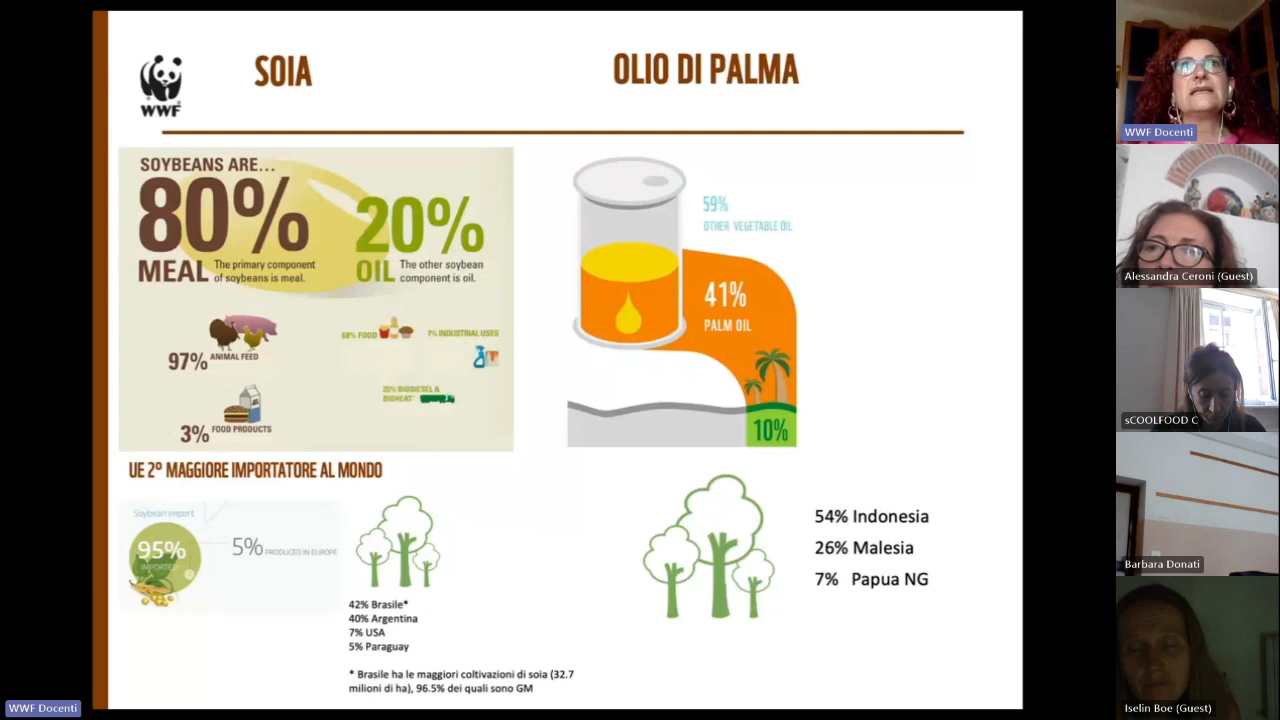 WWF
SOIA
OLIO DI PALMA
SOYBEANS ARE...
80%
MEAL
The primary component
of soybeans is meal.
20%
OIL
The other soybean
component is oil.
97% ANIMAL FEED
3% FOOD PRODUCTS
68% FOOD
7% INDUSTRIAL USES
25% BIODIESEL &
BIOHEAT
59%
OTHER VEGETABLE OIL
41%
PALM OIL
10%
UE 2° MAGGIORE IMPORTATORE AL MONDO
Soybean import
95%
IMPORTED
5% PRODUCED IN EUROPE
42% Brasile*
40% Argentina
7% USA
5% Paraguay
* Brasile ha le maggiori coltivazioni di soia (32.7
milioni di ha), 96.5% dei quali sono GM
54% Indonesia
26% Malesia
7% Papua NG
WWF Docenti
Alessandra Ceroni (Guest)
sCOOLFOOD C
Barbara Donati
Iselin Boe (Guest)
WWF Docenti